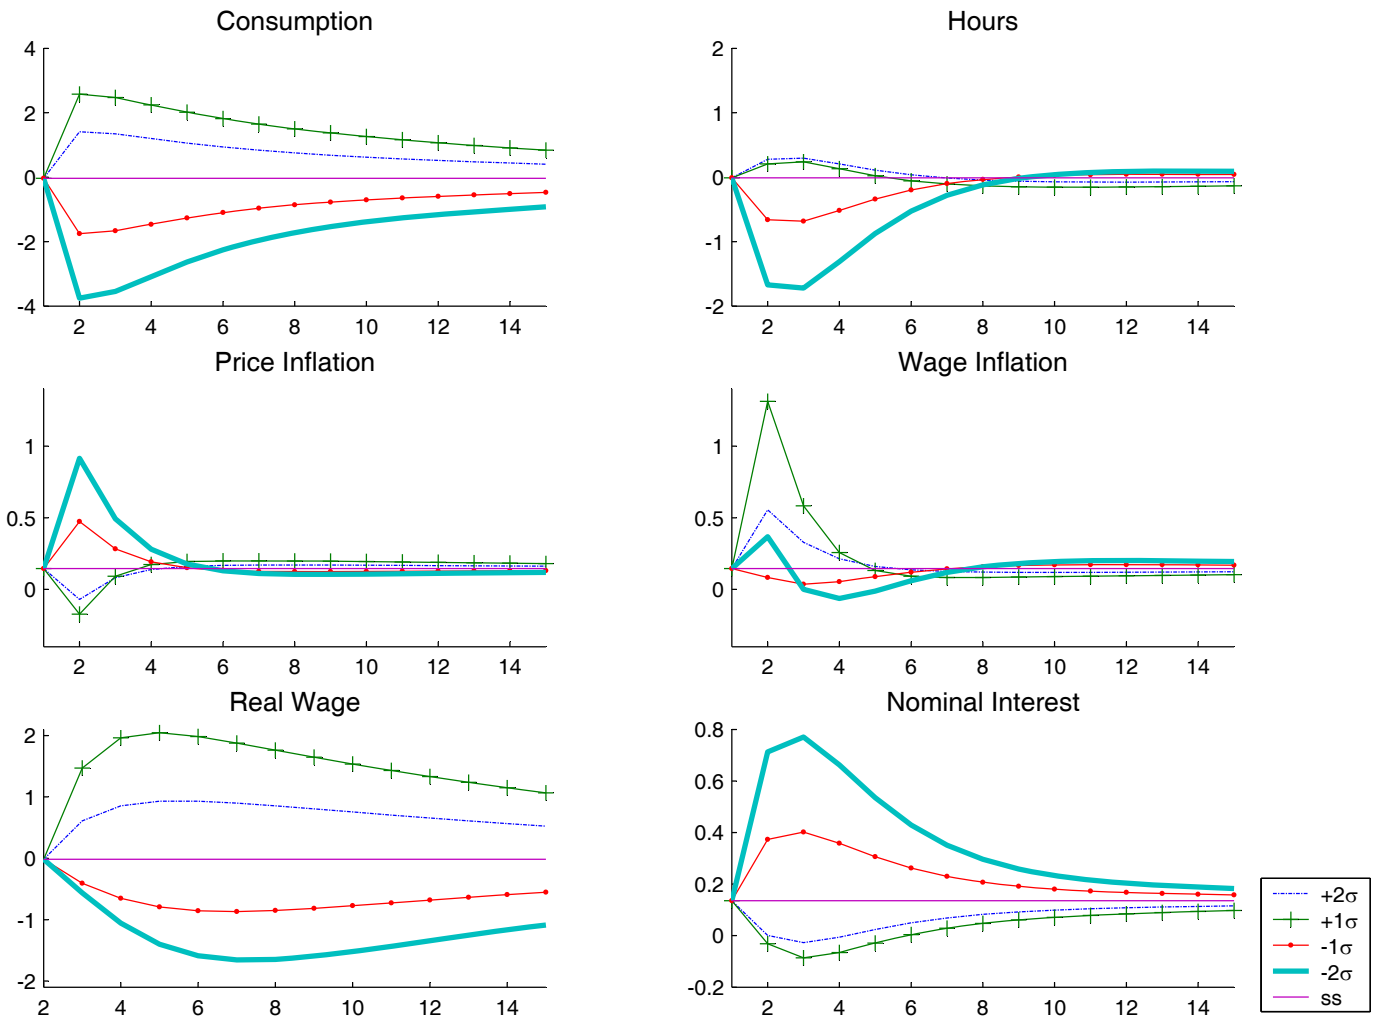 Consumption
4
2
0
-2
-4
2 4 6 8 10 12 14
Hours
2
1
0
-1
-2
2 4 6 8 10 12 14
Price Inflation
1
0.5
0
2 4 6 8 10 12 14
Wage Inflation
1
0.5
0
2 4 6 8 10 12 14
Real Wage
2
1
0
-1
-2
2 4 6 8 10 12 14
Nominal Interest
0.8
0.6
0.4
0.2
0
-0.2
2 4 6 8 10 12 14
+2σ
+1σ
-1σ
-2σ
ss